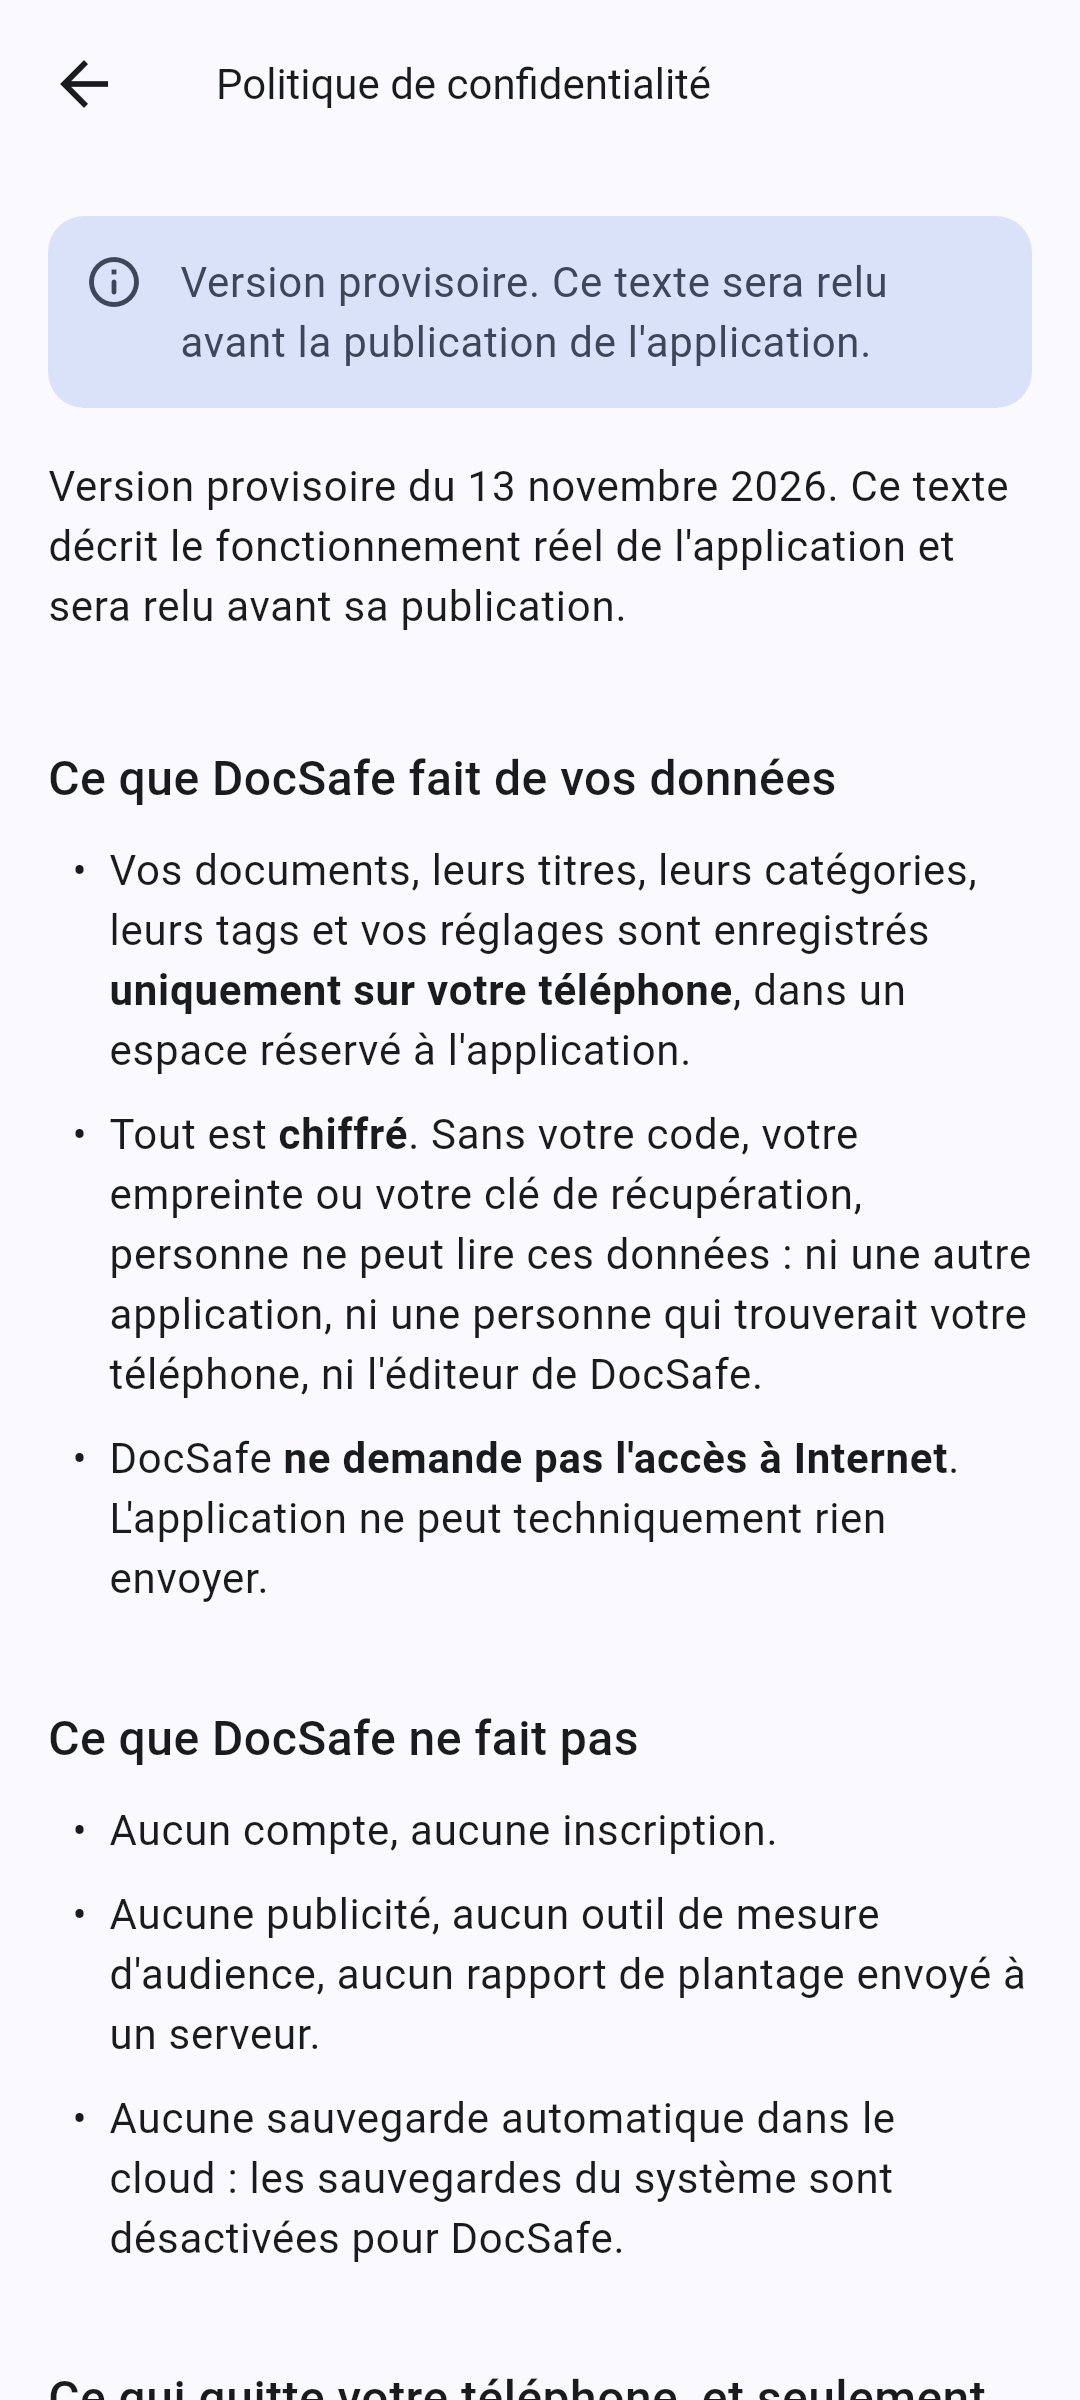 Politique de confidentialité
Version provisoire. Ce texte sera relu
avant la publication de l'application.
Version provisoire du 13 novembre 2026. Ce texte
décrit le fonctionnement réel de l'application et
sera relu avant sa publication.
Ce que DocSafe fait de vos données
• Vos documents, leurs titres, leurs catégories,
leurs tags et vos réglages sont enregistrés
uniquement sur votre téléphone, dans un
espace réservé à l'application.
• Tout est chiffré. Sans votre code, votre
empreinte ou votre clé de récupération,
personne ne peut lire ces données : ni une autre
application, ni une personne qui trouverait votre
téléphone, ni l'éditeur de DocSafe.
• DocSafe ne demande pas l'accès à Internet.
L'application ne peut techniquement rien
envoyer.
Ce que DocSafe ne fait pas
• Aucun compte, aucune inscription.
• Aucune publicité, aucun outil de mesure
d'audience, aucun rapport de plantage envoyé à
un serveur.
• Aucune sauvegarde automatique dans le
cloud : les sauvegardes du système sont
désactivées pour DocSafe.
Ce qui quitte votre téléphone, et seulement